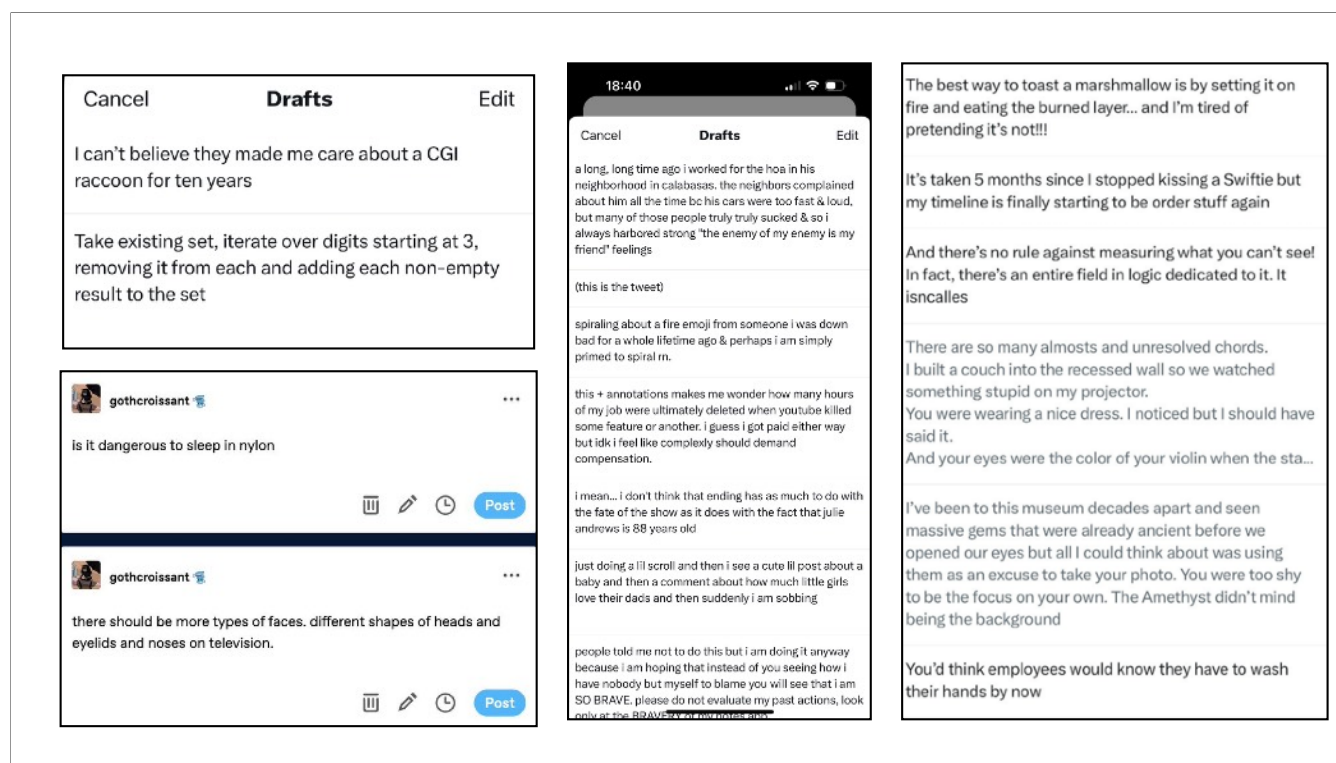 Cancel Drafts Edit
I can't believe they made me care about a CGI
raccoon for ten years
Take existing set, iterate over digits starting at 3,
removing it from each and adding each non-empty
result to the set
gothcroissant
is it dangerous to sleep in nylon
Post
gothcroissant
there should be more types of faces. different shapes of heads and
eyelids and noses on television.
Post
18:40
Cancel Drafts Edit
a long, long time ago i worked for the hoa in his
neighborhood in calabasas. the neighbors complained
about him all the time bc his cars were too fast & loud,
but many of those people truly truly sucked & so i
always harbored strong "the enemy of my enemy is my
friend" feelings
(this is the tweet)
spiraling about a fire emoji from someone i was down
bad for a whole lifetime ago & perhaps i am simply
primed to spiral rn.
this + annotations makes me wonder how many hours
of my job were ultimately deleted when youtube killed
some feature or another. i guess i got paid either way
but idk i feel like complexly should demand
compensation.
i mean... i don't think that ending has as much to do with
the fate of the show as it does with the fact that julie
andrews is 88 years old
just doing a lil scroll and then i see a cute lil post about a
baby and then a comment about how much little girls
love their dads and then suddenly i am sobbing
people told me not to do this but i am doing it anyway
because i am hoping that instead of you seeing how i
have nobody but myself to blame you will see that i am
SO BRAVE. please do not evaluate my past actions, look
only at the BRAVERY of my notes app
The best way to toast a marshmallow is by setting it on
fire and eating the burned layer... and I'm tired of
pretending it's not!!!
It's taken 5 months since I stopped kissing a Swiftie but
my timeline is finally starting to be order stuff again
And there's no rule against measuring what you can't see!
In fact, there's an entire field in logic dedicated to it. It
isncalles
There are so many almosts and unresolved chords.
I built a couch into the recessed wall so we watched
something stupid on my projector.
You were wearing a nice dress. I noticed but I should have
said it.
And your eyes were the color of your violin when the sta...
I've been to this museum decades apart and seen
massive gems that were already ancient before we
opened our eyes but all I could think about was using
them as an excuse to take your photo. You were too shy
to be the focus on your own. The Amethyst didn't mind
being the background
You'd think employees would know they have to wash
their hands by now